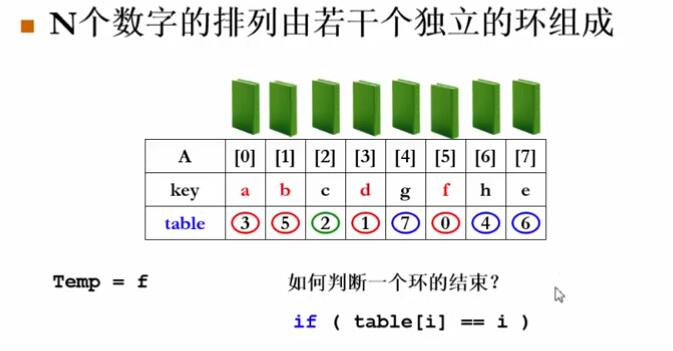 N个数字的排列由若干个独立的环组成
A [0] [1] [2] [3] [4] [5] [6] [7]
key a b c d g f h e
table 3 5 2 1 7 0 4 6
Temp = f 如何判断一个环的结束？
if ( table[i] == i )